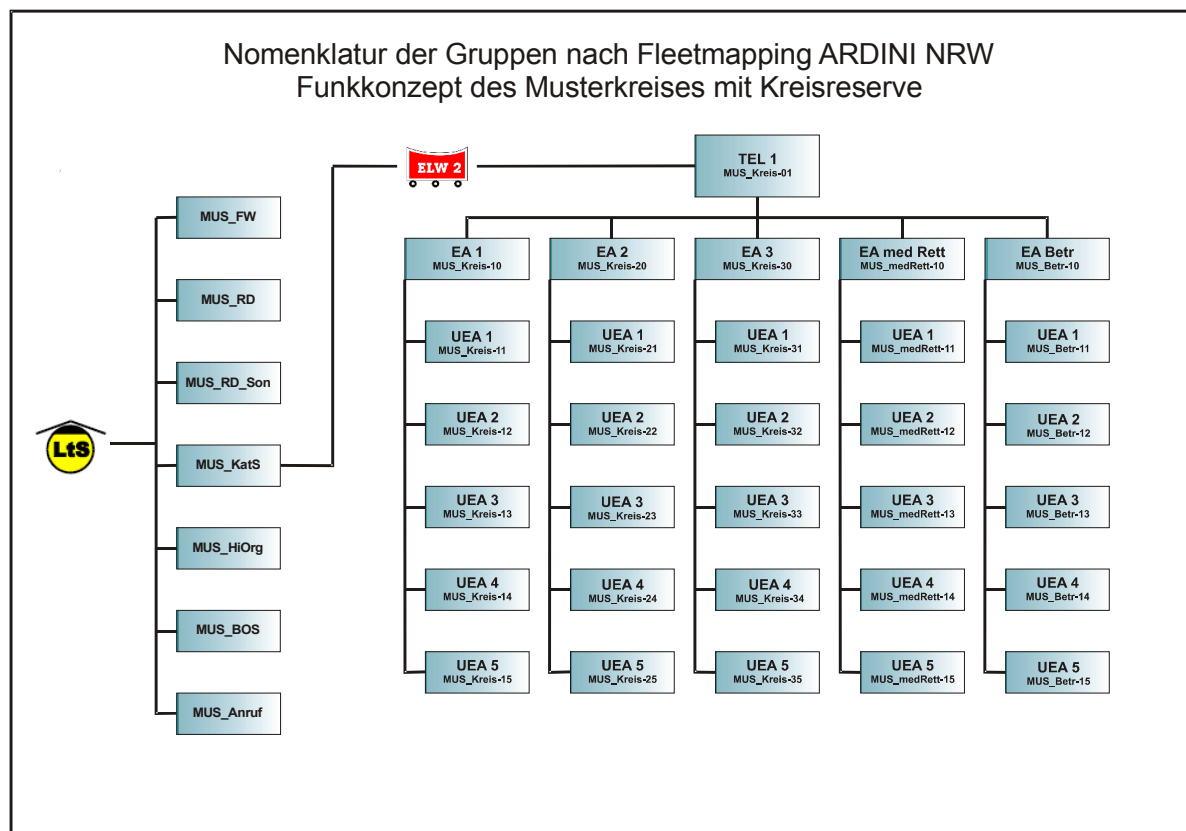 Nomenklatur der Gruppen nach Fleetmapping ARDINI NRW
Funkkonzept des Musterkreises mit Kreisreserve
ELW 2
TEL 1
MUS_Kreis-01
LtS
MUS_FW
MUS_RD
MUS_RD_Son
MUS_KatS
MUS_HiOrg
MUS_BOS
MUS_Anruf
EA 1
MUS_Kreis-10
UEA 1
MUS_Kreis-11
UEA 2
MUS_Kreis-12
UEA 3
MUS_Kreis-13
UEA 4
MUS_Kreis-14
UEA 5
MUS_Kreis-15
EA 2
MUS_Kreis-20
UEA 1
MUS_Kreis-21
UEA 2
MUS_Kreis-22
UEA 3
MUS_Kreis-23
UEA 4
MUS_Kreis-24
UEA 5
MUS_Kreis-25
EA 3
MUS_Kreis-30
UEA 1
MUS_Kreis-31
UEA 2
MUS_Kreis-32
UEA 3
MUS_Kreis-33
UEA 4
MUS_Kreis-34
UEA 5
MUS_Kreis-35
EA med Rett
MUS_medRett-10
UEA 1
MUS_medRett-11
UEA 2
MUS_medRett-12
UEA 3
MUS_medRett-13
UEA 4
MUS_medRett-14
UEA 5
MUS_medRett-15
EA Betr
MUS_Betr-10
UEA 1
MUS_Betr-11
UEA 2
MUS_Betr-12
UEA 3
MUS_Betr-13
UEA 4
MUS_Betr-14
UEA 5
MUS_Betr-15